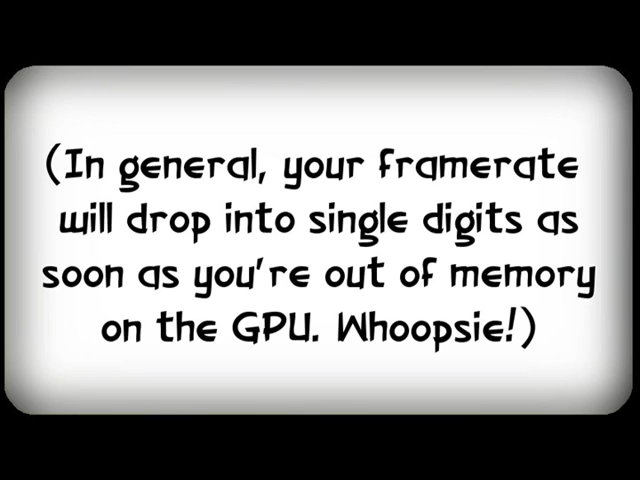 (In general, your framerate
will drop into single digits as
soon as you're out of memory
on the GPU. Whoopsie!)